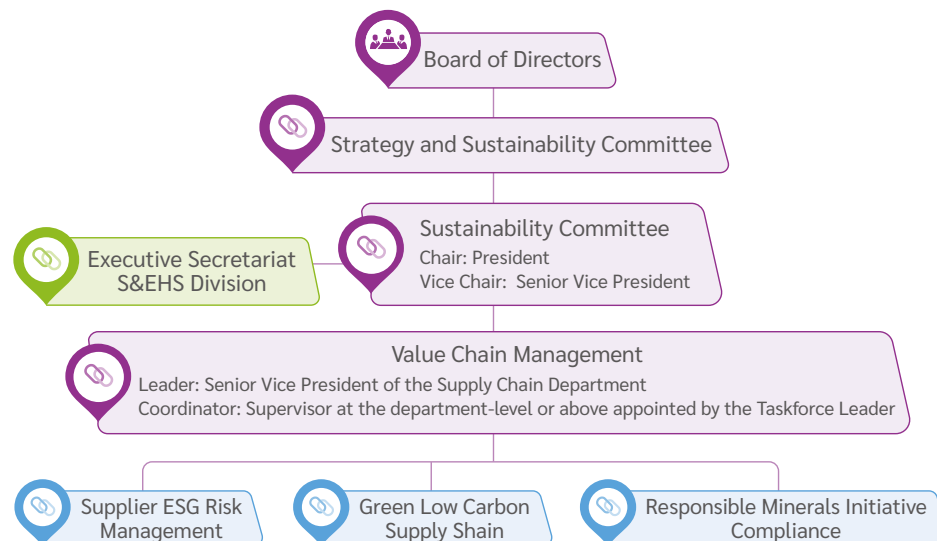 Board of Directors
Strategy and Sustainability Committee
Sustainability Committee
Chair: President
Vice Chair: Senior Vice President
Executive Secretariat
S&EHS Division
Value Chain Management
Leader: Senior Vice President of the Supply Chain Department
Coordinator: Supervisor at the department-level or above appointed by the Taskforce Leader
Supplier ESG Risk
Management
Green Low Carbon
Supply Shain
Responsible Minerals Initiative
Compliance